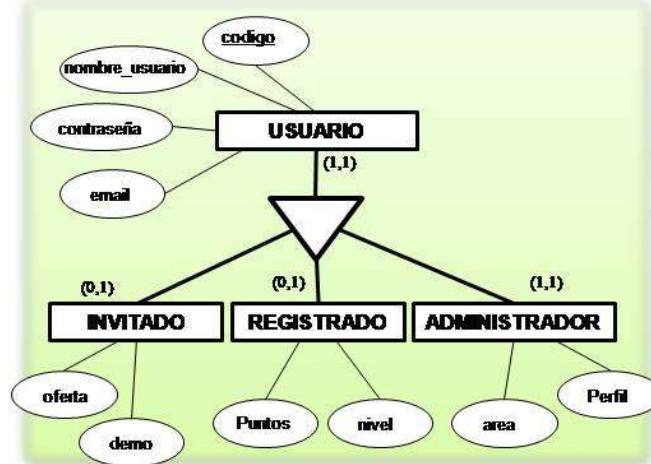 codigo
nombre_usuario
contraseña
email
USUARIO
(1,1)
(0,1)
(0,1)
(1,1)
INVITADO
REGISTRADO
ADMINISTRADOR
oferta
demo
Puntos
nivel
area
Perfil